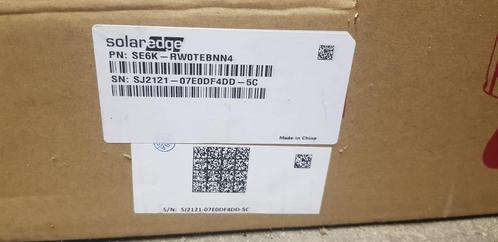 solaredge
PN: SE6K-RW0TEBNN4
SN: SJ2121-07E0DF4DD-5C
Made in China
S/N: SJ2121-07E0DF4DD-5C